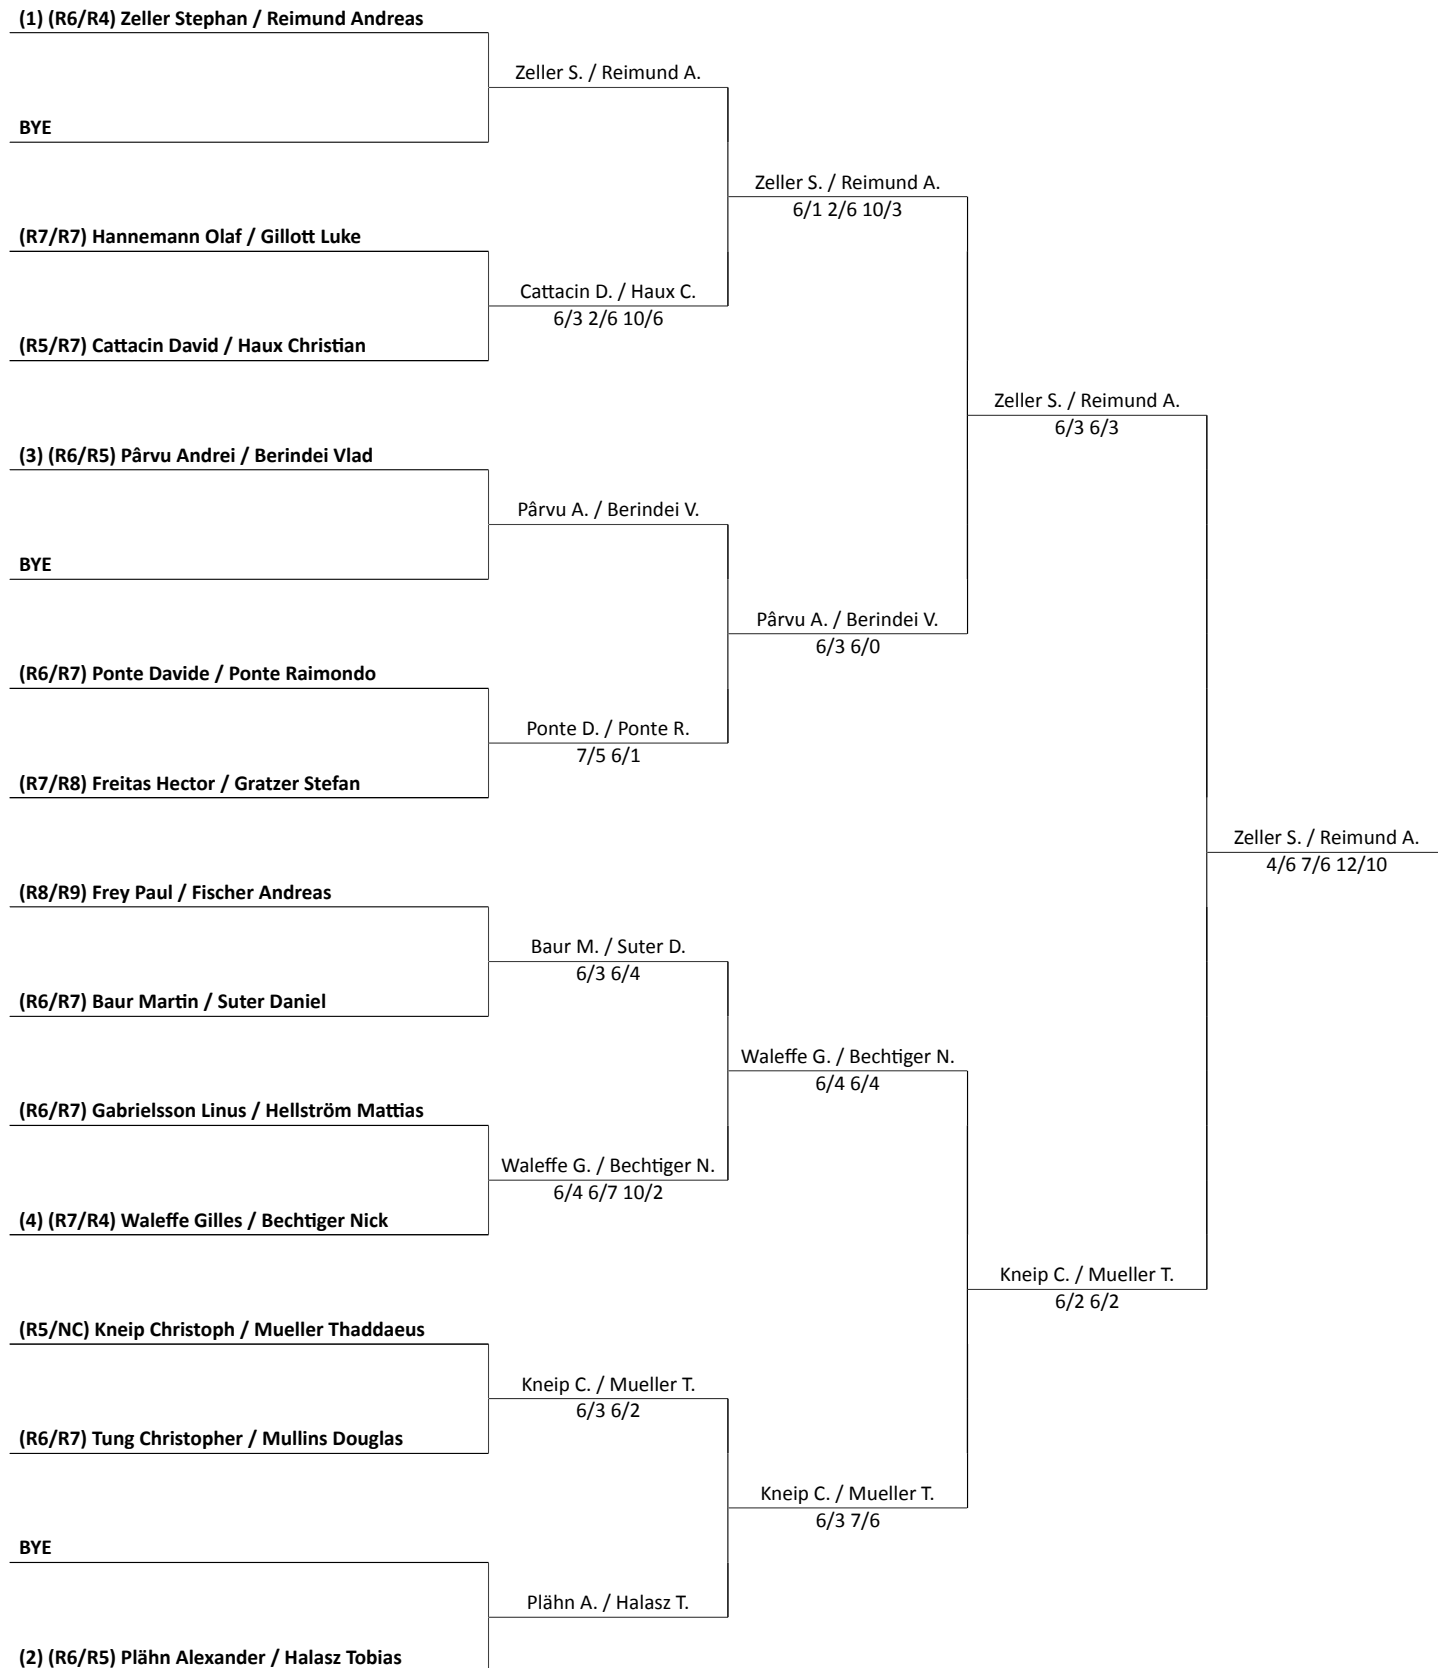 (1) (R6/R4) Zeller Stephan / Reimund Andreas
Zeller S. / Reimund A.
BYE
Zeller S. / Reimund A.
6/1 2/6 10/3
(R7/R7) Hannemann Olaf / Gillott Luke
Cattacin D. / Haux C.
6/3 2/6 10/6
(R5/R7) Cattacin David / Haux Christian
Zeller S. / Reimund A.
6/3 6/3
(3) (R6/R5) Pârvu Andrei / Berindei Vlad
Pârvu A. / Berindei V.
BYE
Pârvu A. / Berindei V.
6/3 6/0
(R6/R7) Ponte Davide / Ponte Raimondo
Ponte D. / Ponte R.
7/5 6/1
(R7/R8) Freitas Hector / Gratzer Stefan
Zeller S. / Reimund A.
4/6 7/6 12/10
(R8/R9) Frey Paul / Fischer Andreas
Baur M. / Suter D.
6/3 6/4
(R6/R7) Baur Martin / Suter Daniel
Waleffe G. / Bechtiger N.
6/4 6/4
(R6/R7) Gabrielsson Linus / Hellström Mattias
Waleffe G. / Bechtiger N.
6/4 6/7 10/2
(4) (R7/R4) Waleffe Gilles / Bechtiger Nick
Kneip C. / Mueller T.
6/2 6/2
(R5/NC) Kneip Christoph / Mueller Thaddaeus
Kneip C. / Mueller T.
6/3 6/2
(R6/R7) Tung Christopher / Mullins Douglas
Kneip C. / Mueller T.
6/3 7/6
BYE
Plähn A. / Halasz T.
(2) (R6/R5) Plähn Alexander / Halasz Tobias